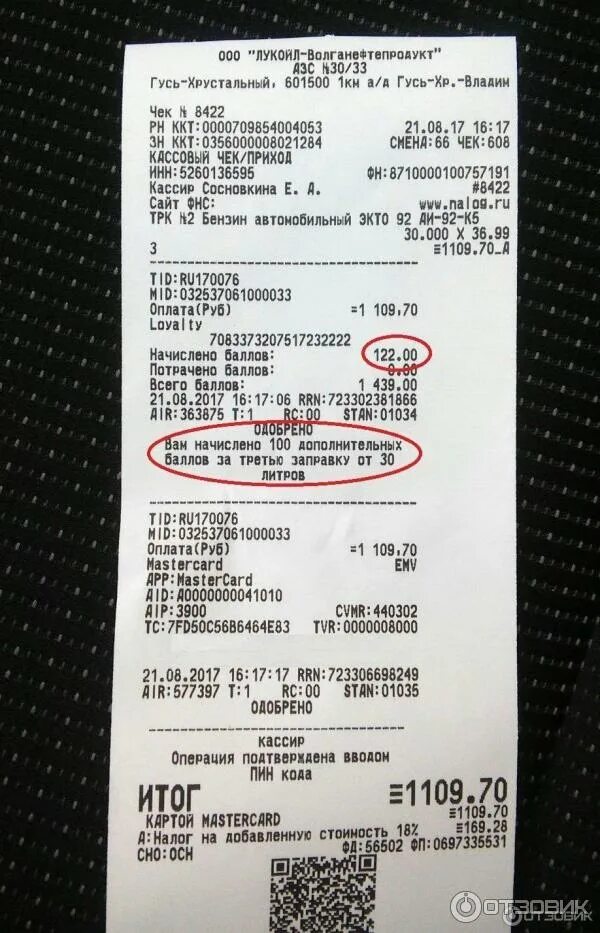 ООО "ЛУКОЙЛ-Волганефтепродукт"
АЗС №30/33
Гусь-Хрустальный, 601500 1км а/д Гусь-Хр.-Владим
Чек № 8422
РН ККТ:0000709854004053 21.08.17 16:17
ЗН ККТ:0356000008021284 СМЕНА:66 ЧЕК:608
КАССОВЫЙ ЧЕК/ПРИХОД
ИНН:5260136595 ФН:8710000100757191
Кассир Сосновкина Е. А. #8422
Сайт ФНС: www.nalog.ru
ТРК №2 Бензин автомобильный ЭКТО 92 АИ-92-К5
30.000 X 36.99
3 ≡1109.70_А
TID:RU170076
MID:032537061000033
Оплата(Руб) =1 109,70
Loyalty
7083373207517232222
Начислено баллов: 122.00
Потрачено баллов: 0.00
Всего баллов: 1 439.00
21.08.2017 16:17:06 RRN:723302381866
AIR:363875 T:1 RC:00 STAN:01034
ОДОБРЕНО
Вам начислено 100 дополнительных
баллов за третью заправку от 30
литров
TID:RU170076
MID:032537061000033
Оплата(Руб) =1 109,70
Mastercard EMV
APP:MasterCard
AID:A0000000041010
AIP:3900 CVMR:440302
TC:7FD50C56B6464E83 TVR:0000008000
21.08.2017 16:17:17 RRN:723306698249
AIR:577397 T:1 RC:00 STAN:01035
ОДОБРЕНО
кассир
Операция подтверждена вводом
ПИН кода
ИТОГ ≡1109.70
КАРТОЙ MASTERCARD ≡1109.70
А:Налог на добавленную стоимость 18% ≡169.28
СНО:ОСН ФД:56502 ФП:0697335531
ОТЗОВИК